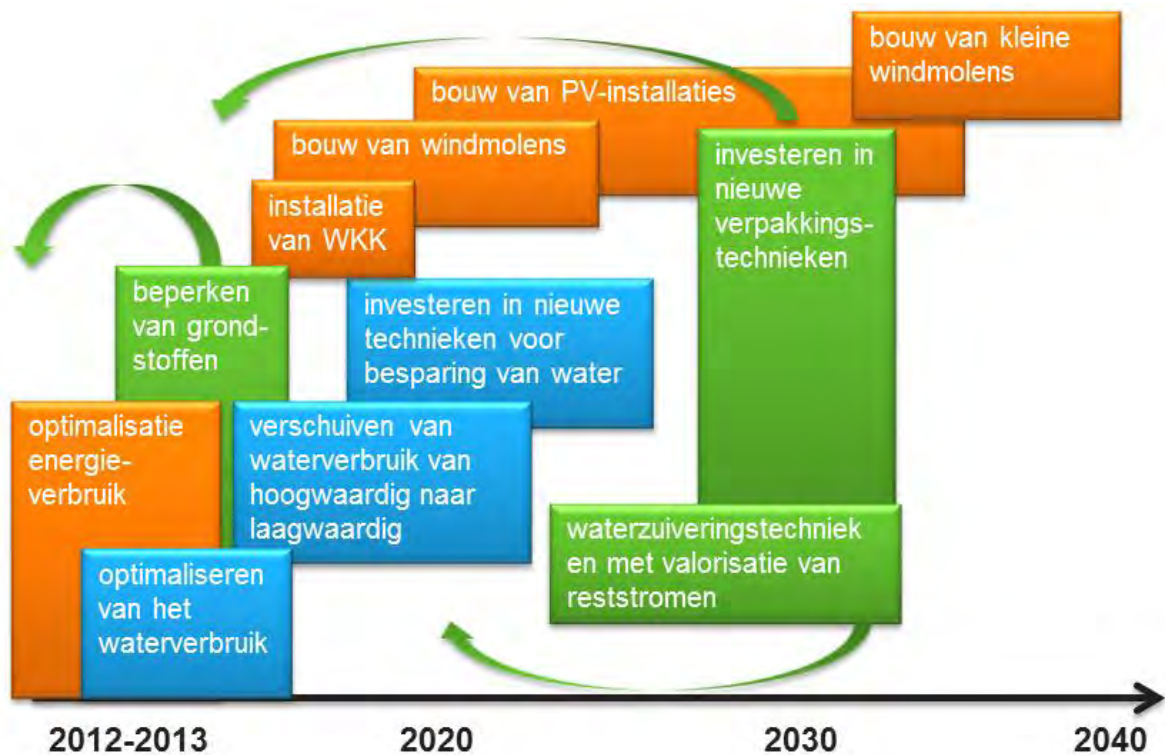 bouw van kleine
windmolens
bouw van PV-installaties
bouw van windmolens
investeren in
nieuwe
verpakkings-
technieken
installatie
van WKK
beperken
van grond-
stoffen
investeren in nieuwe
technieken voor
besparing van water
optimalisatie
energie-
verbruik
verschuiven van
waterverbruik van
hoogwaardig naar
laagwaardig
waterzuiveringstechniek
en met valorisatie van
reststromen
optimaliseren
van het
waterverbruik
2012-2013
2020
2030
2040